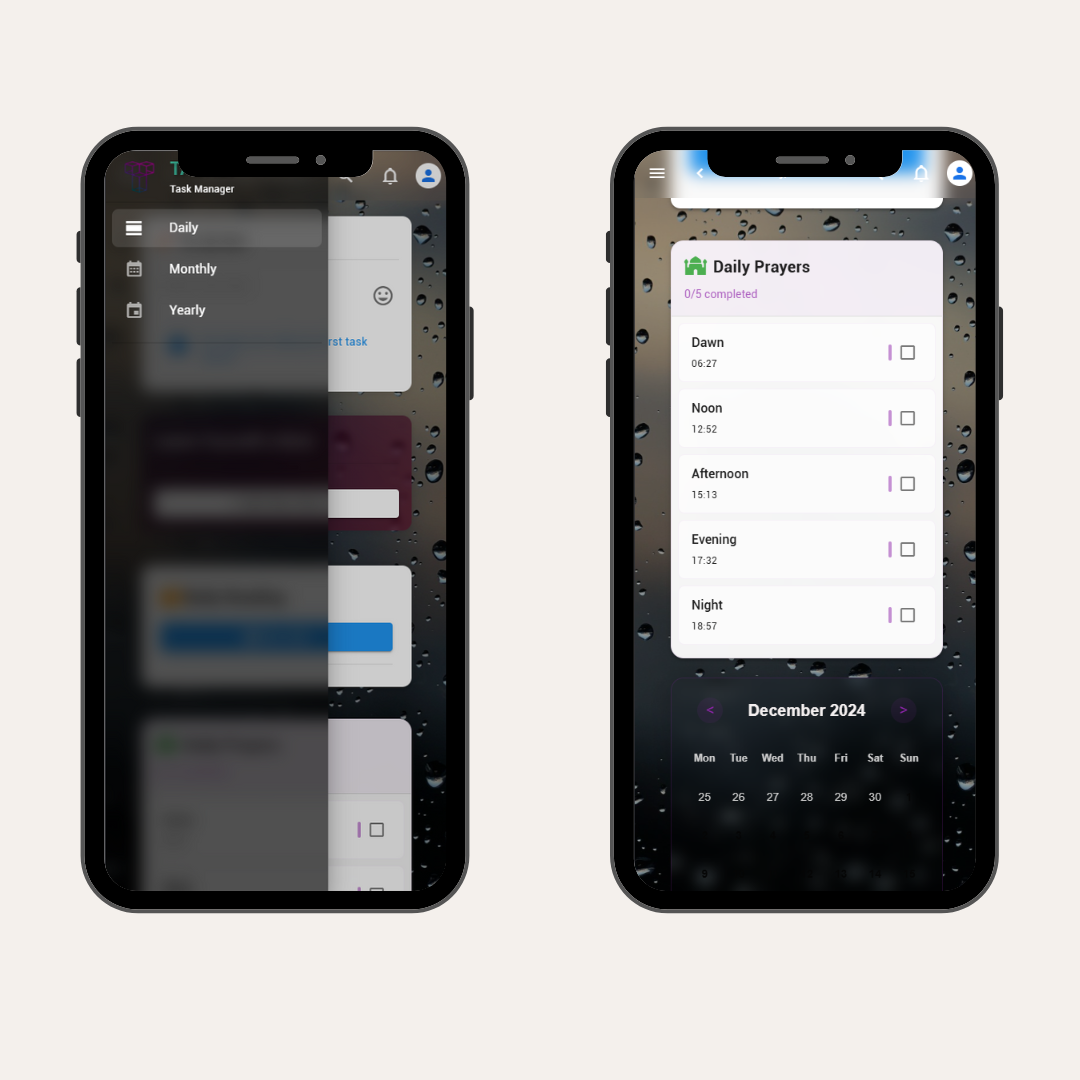 Task Manager
Daily
Monthly
Yearly
rst task
Daily Prayers
0/5 completed
Dawn
06:27
Noon
12:52
Afternoon
15:13
Evening
17:32
Night
18:57
< December 2024 >
Mon Tue Wed Thu Fri Sat Sun
25 26 27 28 29 30
9 14